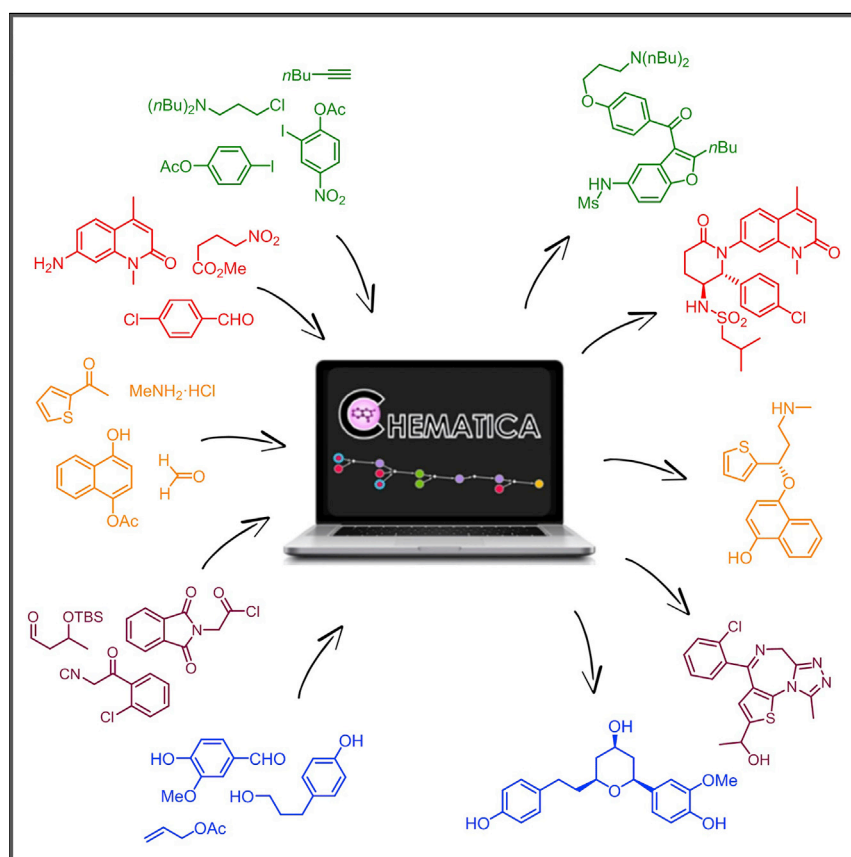 nBu
(nBu)2N
Cl
OAc
I
AcO
I
NO2
N(nBu)2
O
O
nBu
O
HN
Ms
H2N
N
O
NO2
CO2Me
Cl
CHO
O
N
N
O
HN
SO2
Cl
O
S
MeNH2·HCl
OH
OAc
O
H
H
CHEMATICA
HN
S
O
HO
O
OTBS
O
N
O
O
Cl
CN
O
Cl
Cl
N
N
N
N
S
CH3
OH
HO
CHO
MeO
OH
HO
OAc
OH
O
OMe
HO
OH